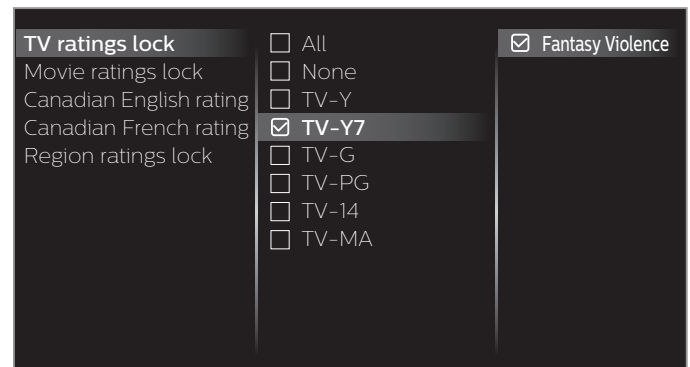 TV ratings lock
Movie ratings lock
Canadian English rating
Canadian French rating
Region ratings lock
All
None
TV-Y
TV-Y7
TV-G
TV-PG
TV-14
TV-MA
Fantasy Violence